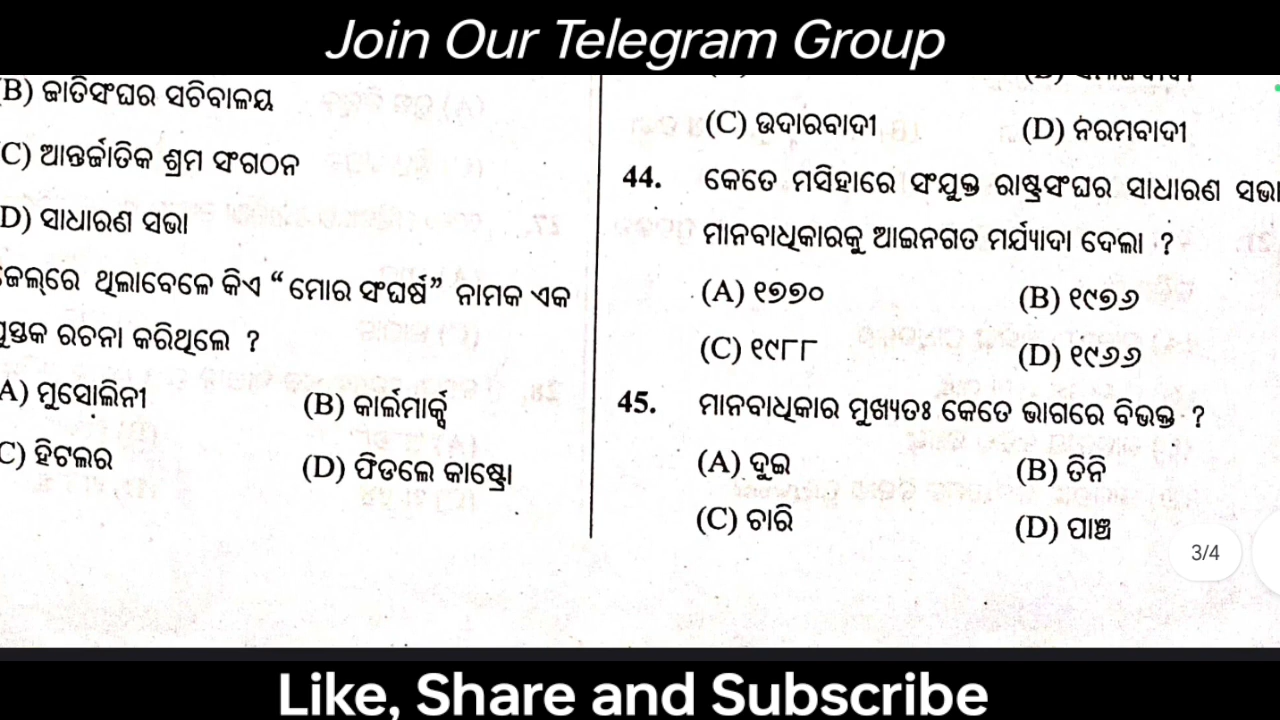 Join Our Telegram Group
(B) ଜାତିସଂଘର ସଚିବାଳୟ
C) ଆନ୍ତର୍ଜାତିକ ଶ୍ରମ ସଂଗଠନ
D) ସାଧାରଣ ସଭା
ଜେଲ୍‌ରେ ଥିଲାବେଳେ କିଏ “ ମୋର ସଂଘର୍ଷ” ନାମକ ଏକ
ପୁସ୍ତକ ରଚନା କରିଥିଲେ ?
A) ମୁସୋଲିନୀ (B) କାର୍ଲମାର୍କ୍ସ
C) ହିଟଲର (D) ଫିଡଲେ କାଷ୍ଟ୍ରୋ
(C) ଉଦାରବାଦୀ (D) ନରମବାଦୀ
44. କେତେ ମସିହାରେ ସଂଯୁକ୍ତ ରାଷ୍ଟ୍ରସଂଘର ସାଧାରଣ ସଭା
ମାନବାଧିକାରକୁ ଆଇନଗତ ମର୍ଯ୍ୟାଦା ଦେଲା ?
(A) ୧୭୭୦ (B) ୧୯୭୬
(C) ୧୯୮୮ (D) ୧୯୬୬
45. ମାନବାଧିକାର ମୁଖ୍ୟତଃ କେତେ ଭାଗରେ ବିଭକ୍ତ ?
(A) ଦୁଇ (B) ତିନି
(C) ଚାରି (D) ପାଞ୍ଚ
3/4
Like, Share and Subscribe